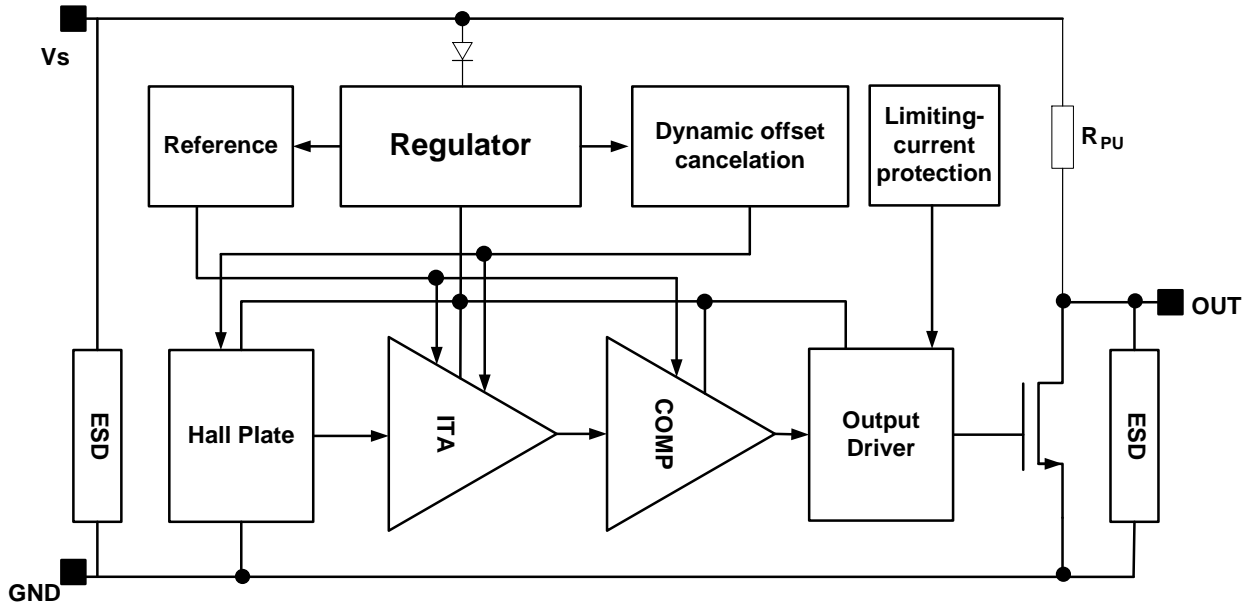 Vs
Reference
Regulator
Dynamic offset
cancelation
Limiting-
current
protection
R PU
OUT
ESD
Hall Plate
ITA
COMP
Output
Driver
ESD
GND